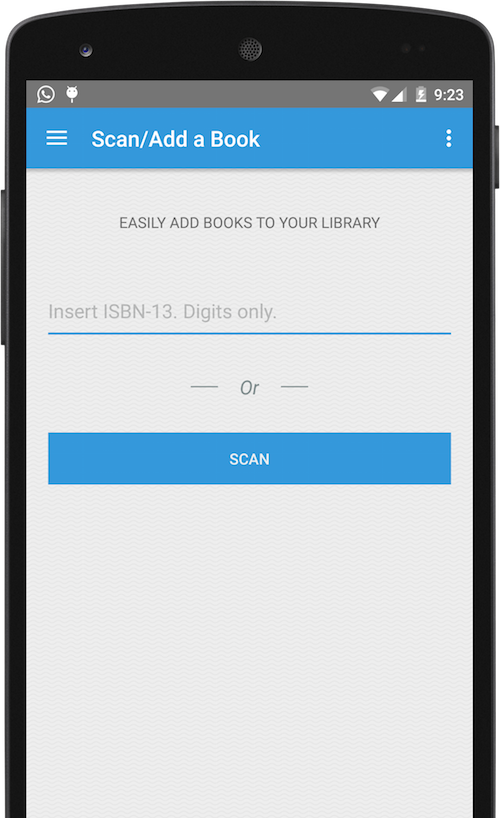 9:23
Scan/Add a Book
EASILY ADD BOOKS TO YOUR LIBRARY
Insert ISBN-13. Digits only.
Or
SCAN